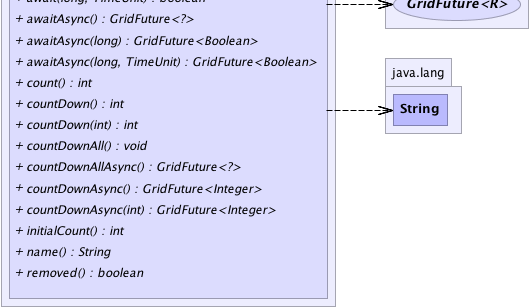 + await(long, TimeUnit) : boolean
+ awaitAsync() : GridFuture<?>
+ awaitAsync(long) : GridFuture<Boolean>
+ awaitAsync(long, TimeUnit) : GridFuture<Boolean>
+ count() : int
+ countDown() : int
+ countDown(int) : int
+ countDownAll() : void
+ countDownAllAsync() : GridFuture<?>
+ countDownAsync() : GridFuture<Integer>
+ countDownAsync(int) : GridFuture<Integer>
+ initialCount() : int
+ name() : String
+ removed() : boolean
GridFuture<R>
java.lang
String